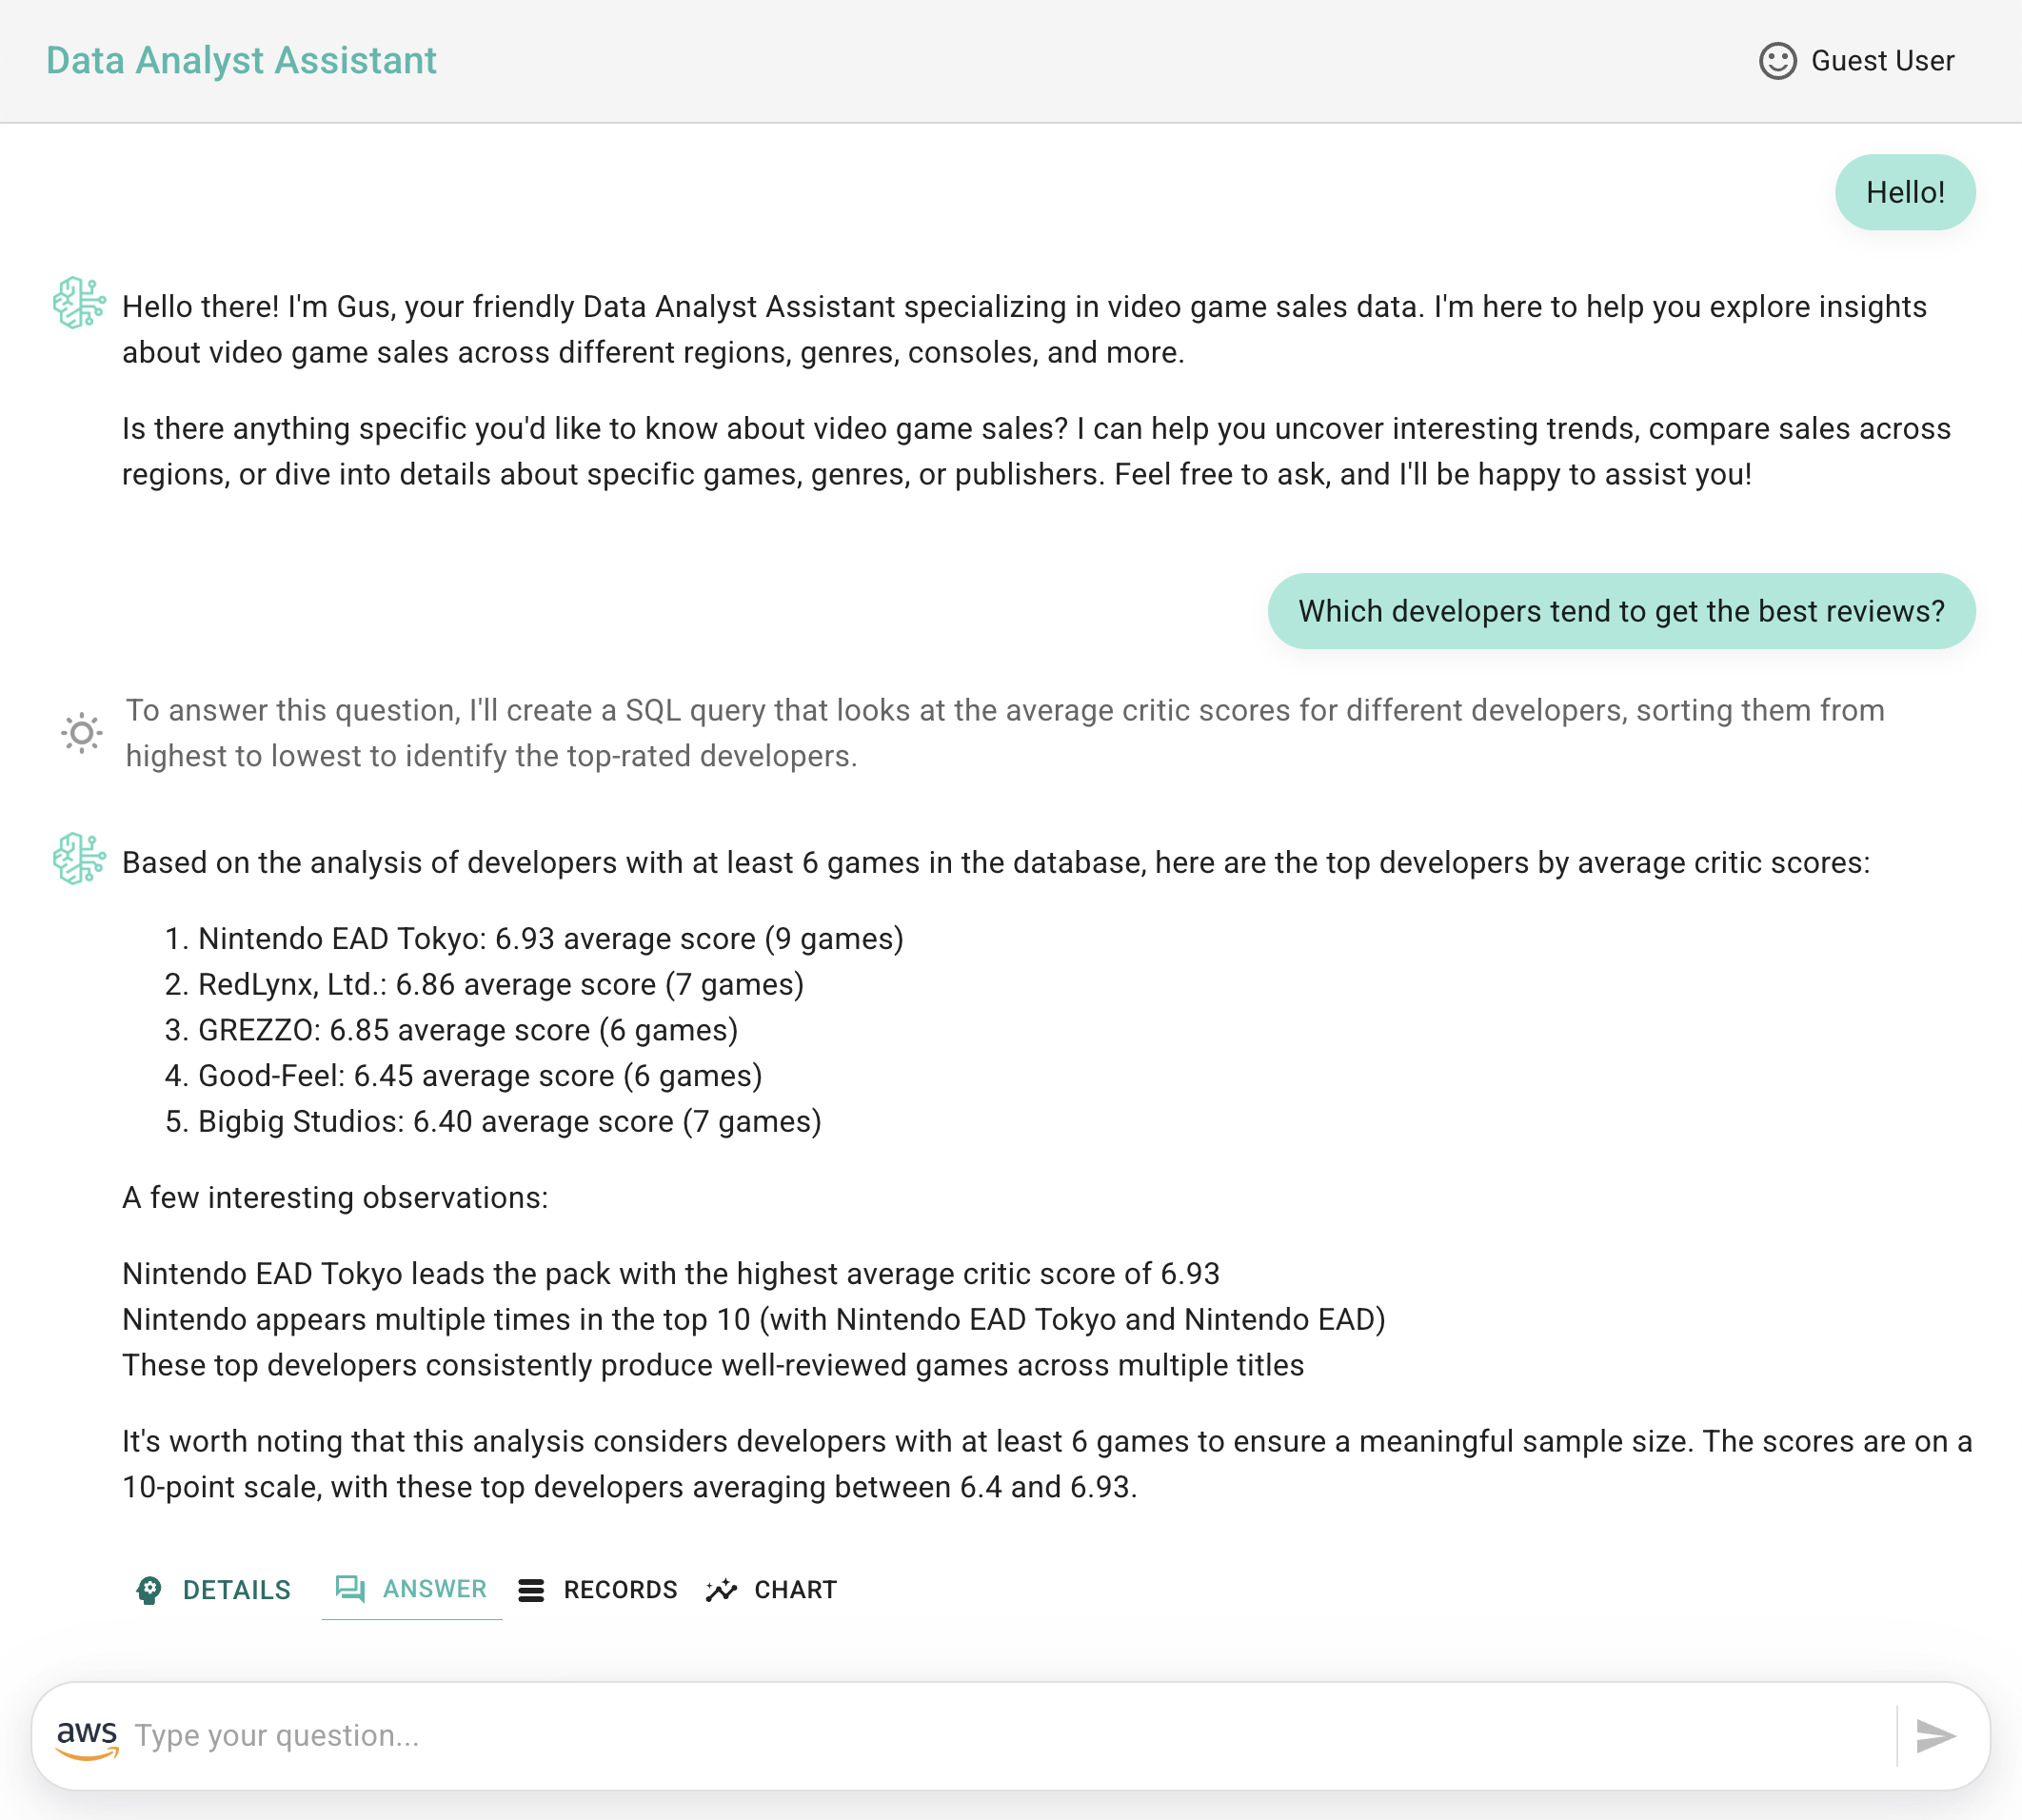 Data Analyst Assistant
Guest User
Hello!
Hello there! I'm Gus, your friendly Data Analyst Assistant specializing in video game sales data. I'm here to help you explore insights
about video game sales across different regions, genres, consoles, and more.
Is there anything specific you'd like to know about video game sales? I can help you uncover interesting trends, compare sales across
regions, or dive into details about specific games, genres, or publishers. Feel free to ask, and I'll be happy to assist you!
Which developers tend to get the best reviews?
To answer this question, I'll create a SQL query that looks at the average critic scores for different developers, sorting them from
highest to lowest to identify the top-rated developers.
Based on the analysis of developers with at least 6 games in the database, here are the top developers by average critic scores:
1. Nintendo EAD Tokyo: 6.93 average score (9 games)
2. RedLynx, Ltd.: 6.86 average score (7 games)
3. GREZZO: 6.85 average score (6 games)
4. Good-Feel: 6.45 average score (6 games)
5. Bigbig Studios: 6.40 average score (7 games)
A few interesting observations:
Nintendo EAD Tokyo leads the pack with the highest average critic score of 6.93
Nintendo appears multiple times in the top 10 (with Nintendo EAD Tokyo and Nintendo EAD)
These top developers consistently produce well-reviewed games across multiple titles
It's worth noting that this analysis considers developers with at least 6 games to ensure a meaningful sample size. The scores are on a
10-point scale, with these top developers averaging between 6.4 and 6.93.
DETAILS ANSWER RECORDS CHART
aws Type your question...